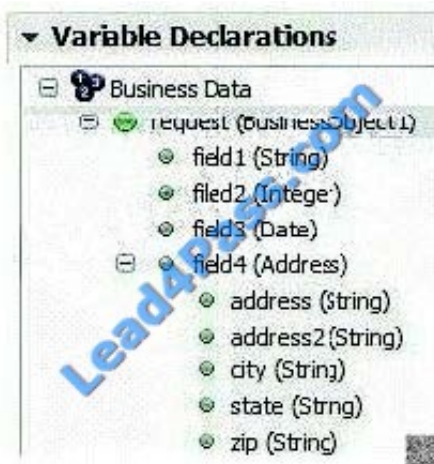 Variable Declarations
Business Data
request (BusinessObject1)
field1 (String)
filed2 (Integer)
field3 (Date)
field4 (Address)
address (String)
address2 (String)
city (String)
state (Strng)
zip (String)
Lead4Pass.com